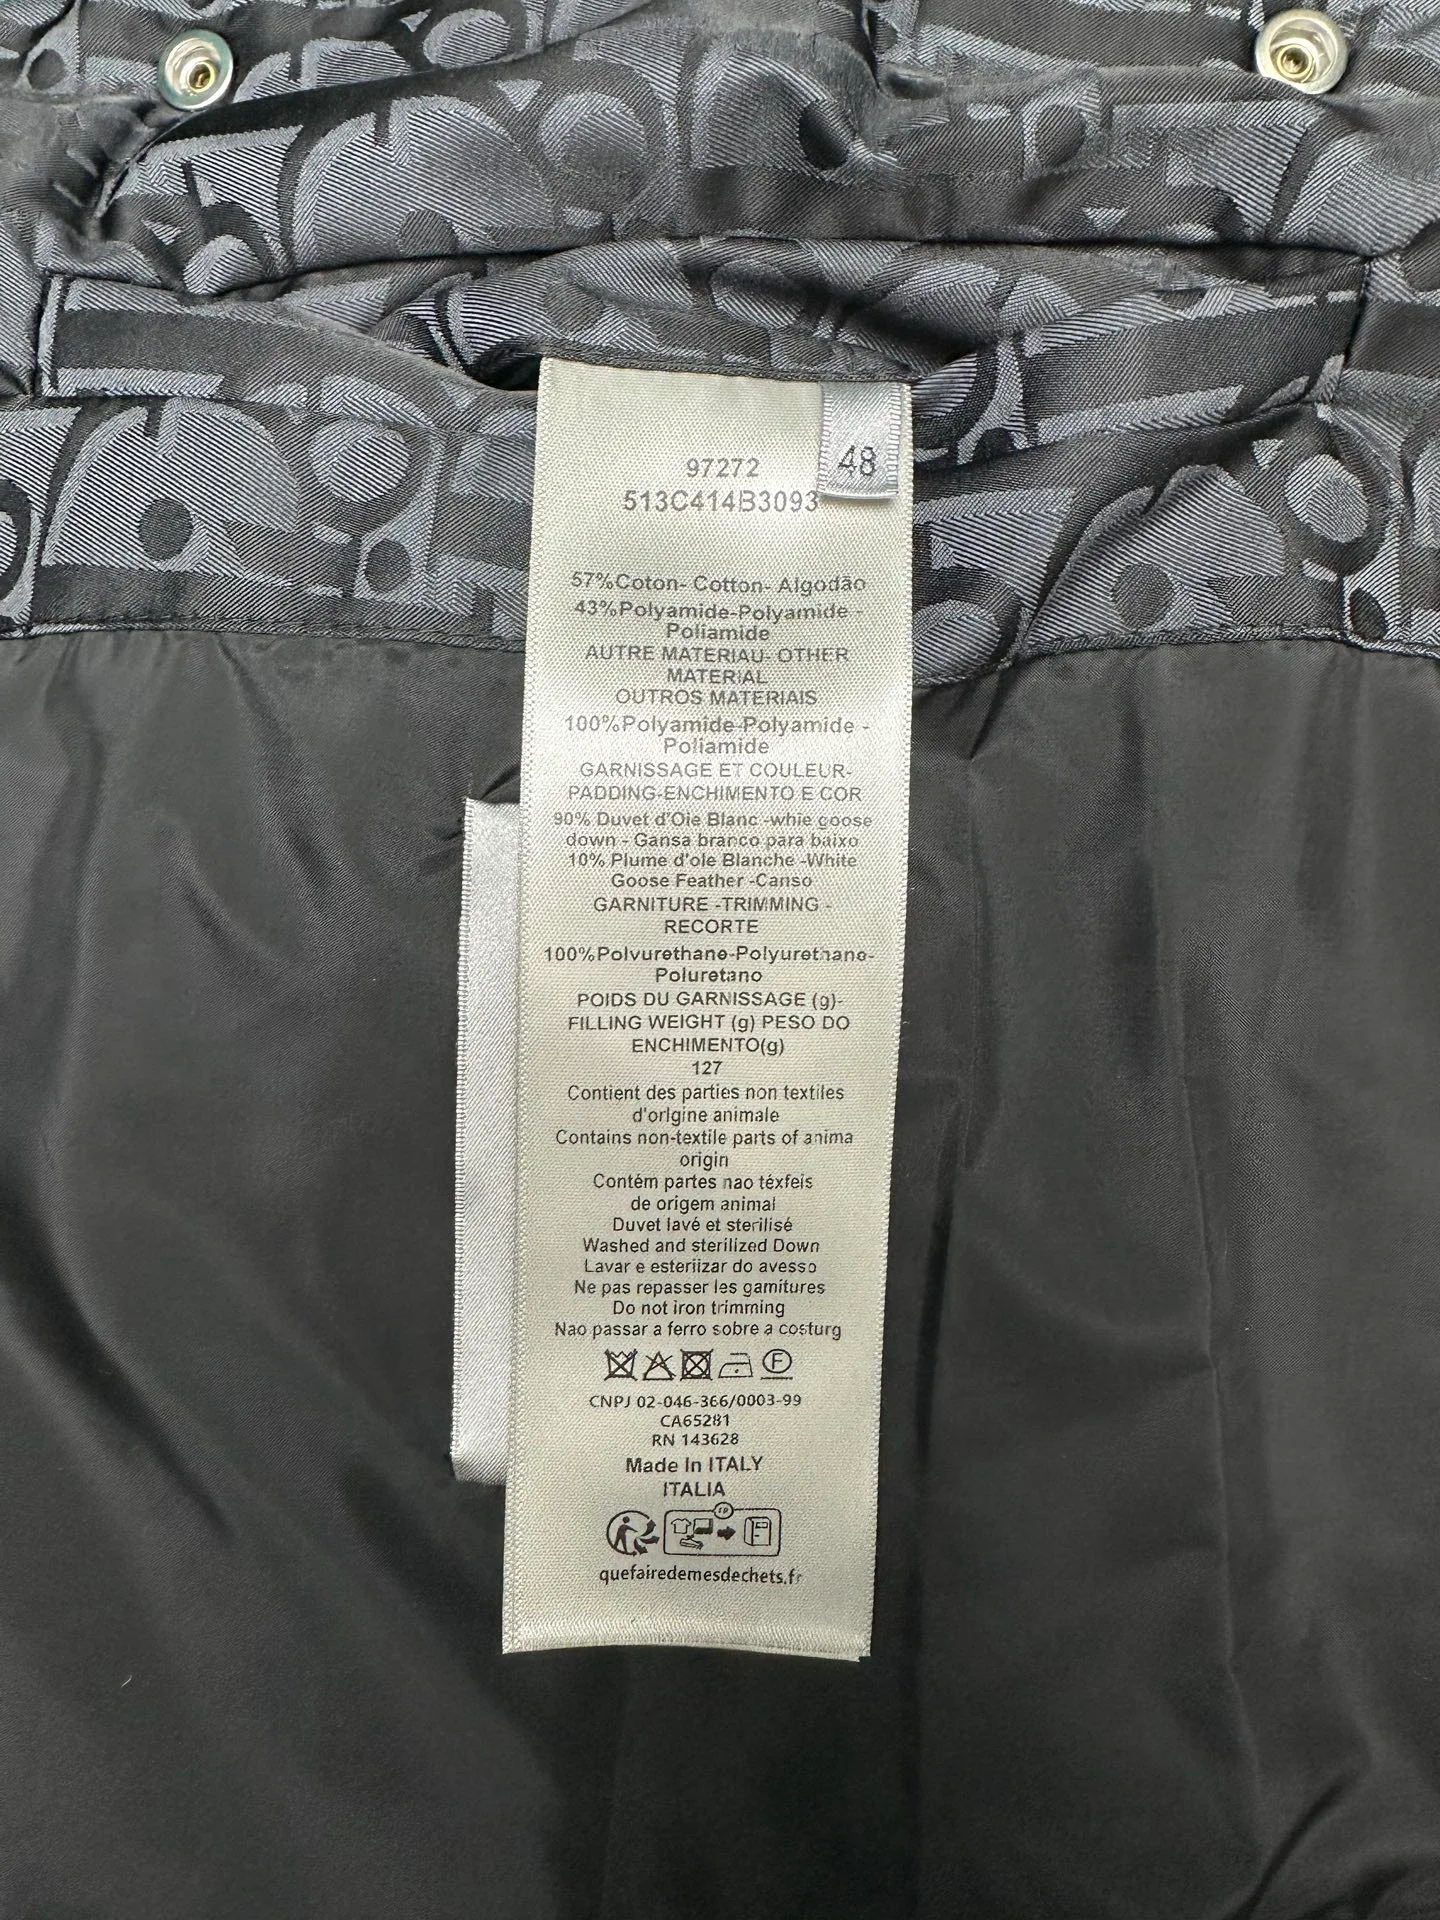 48
97272
513C414B3093
57%Coton- Cotton- Algodão
43%Polyamide-Polyamide -
Poliamide
AUTRE MATERIAU- OTHER
MATERIAL
OUTROS MATERIAIS
100%Polyamide-Polyamide -
Poliamide
GARNISSAGE ET COULEUR-
PADDING-ENCHIMENTO E COR
90% Duvet d'Oie Blanc -whie goose
down - Gansa branco para baixo
10% Plume d'ole Blanche -White
Goose Feather -Canso
GARNITURE -TRIMMING -
RECORTE
100%Polvurethane-Polyurethane-
Poluretano
POIDS DU GARNISSAGE (g)-
FILLING WEIGHT (g) PESO DO
ENCHIMENTO(g)
127
Contient des parties non textiles
d'origine animale
Contains non-textile parts of anima
origin
Contém partes nao téxfeis
de origem animal
Duvet lavé et sterilisé
Washed and sterilized Down
Lavar e esteriizar do avesso
Ne pas repasser les gamitures
Do not iron trimming
Nao passar a ferro sobre a costurg
F
CNPJ 02-046-366/0003-99
CA65281
RN 143628
Made In ITALY
ITALIA
FR
quefairedemesdechets.fr